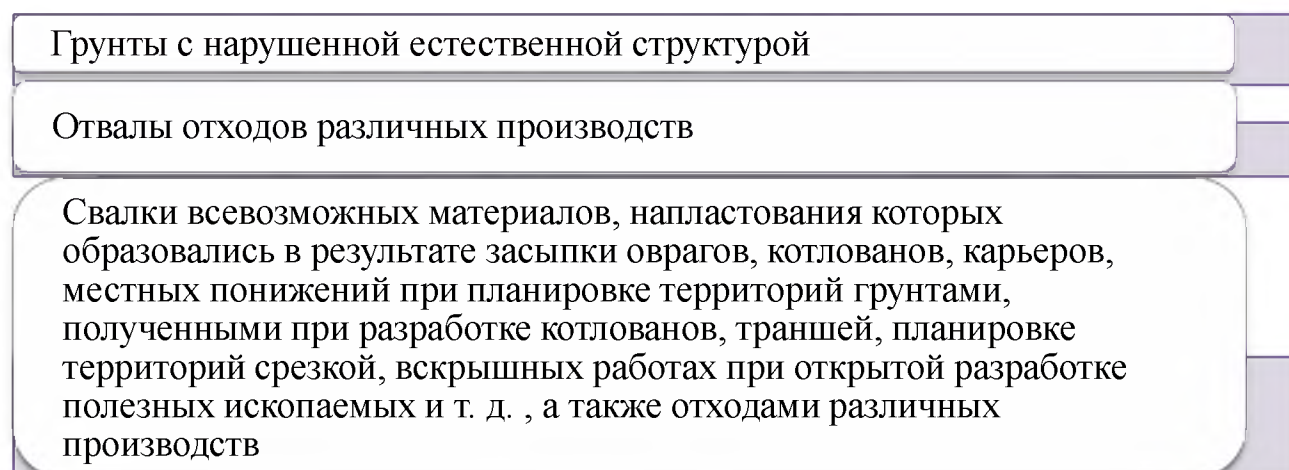 Грунты с нарушенной естественной структурой
Отвалы отходов различных производств
Свалки всевозможных материалов, напластования которых
образовались в результате засыпки оврагов, котлованов, карьеров,
местных понижений при планировке территорий грунтами,
полученными при разработке котлованов, траншей, планировке
территорий срезкой, вскрышных работах при открытой разработке
полезных ископаемых и т. д. , а также отходами различных
производств